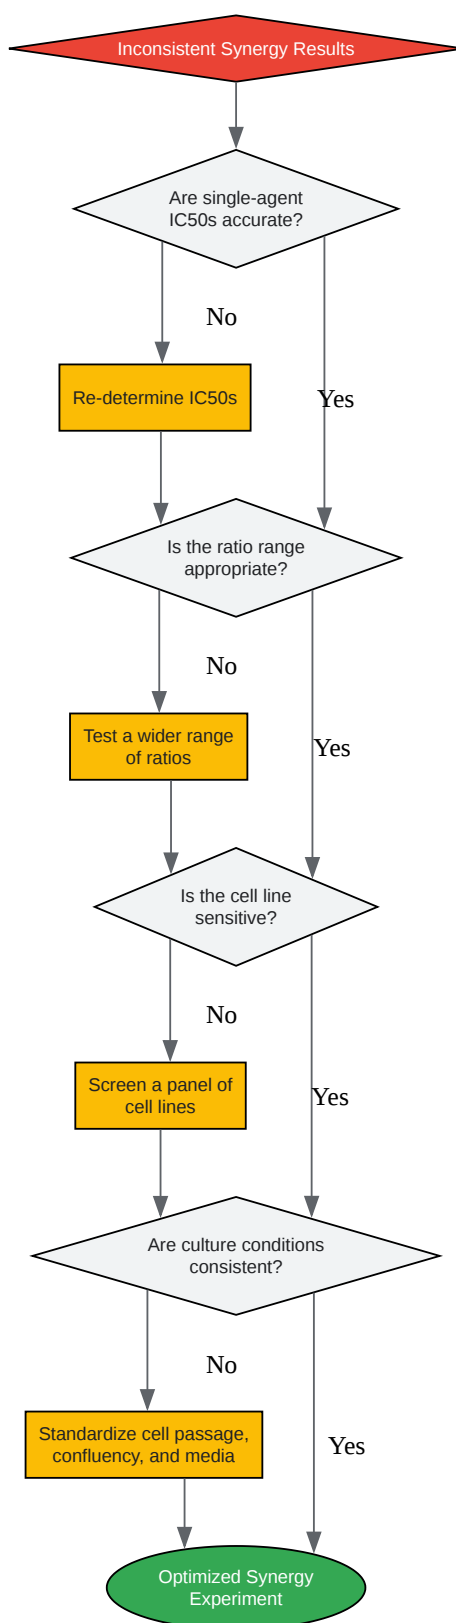 Inconsistent Synergy Results
Are single-agent
IC50s accurate?
No
Re-determine IC50s
Yes
Is the ratio range
appropriate?
No
Test a wider range
of ratios
Yes
Is the cell line
sensitive?
No
Screen a panel of
cell lines
Yes
Are culture conditions
consistent?
No
Standardize cell passage,
confluency, and media
Yes
Optimized Synergy
Experiment